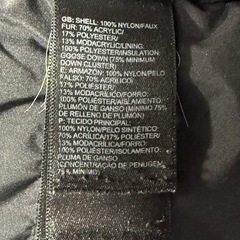 GB: SHELL: 100% NYLON/FAUX
FUR: 70% ACRYLIC/
17% POLYESTER/
13% MODACRYLIC/LINING:
100% POLYESTER/INSULATION:
GOOSE DOWN (75% MINIMUM
DOWN CLUSTER)
E: ARMAZÓN: 100% NYLON/PELO
FALSO: 70% ACRÍLICO/
17% POLIÉSTER/
13% MODACRÍLICO/FORRO:
100% POLIÉSTER/AISLAMIENTO:
PLUMÓN DE GANSO (MÍNIMO 75%
DE RELLENO DE PLUMÓN)
P: TECIDO PRINCIPAL:
100% NYLON/PELO SINTÉTICO:
70% ACRÍLICA/17% POLIÉSTER/
13% MODACRÍLICO/FORRO:
100% POLIÉSTER/ISOLAMENTO:
PLUMA DE GANSO
(CONCENTRAÇÃO DE PENUGEM,
75% MÍNIMO)